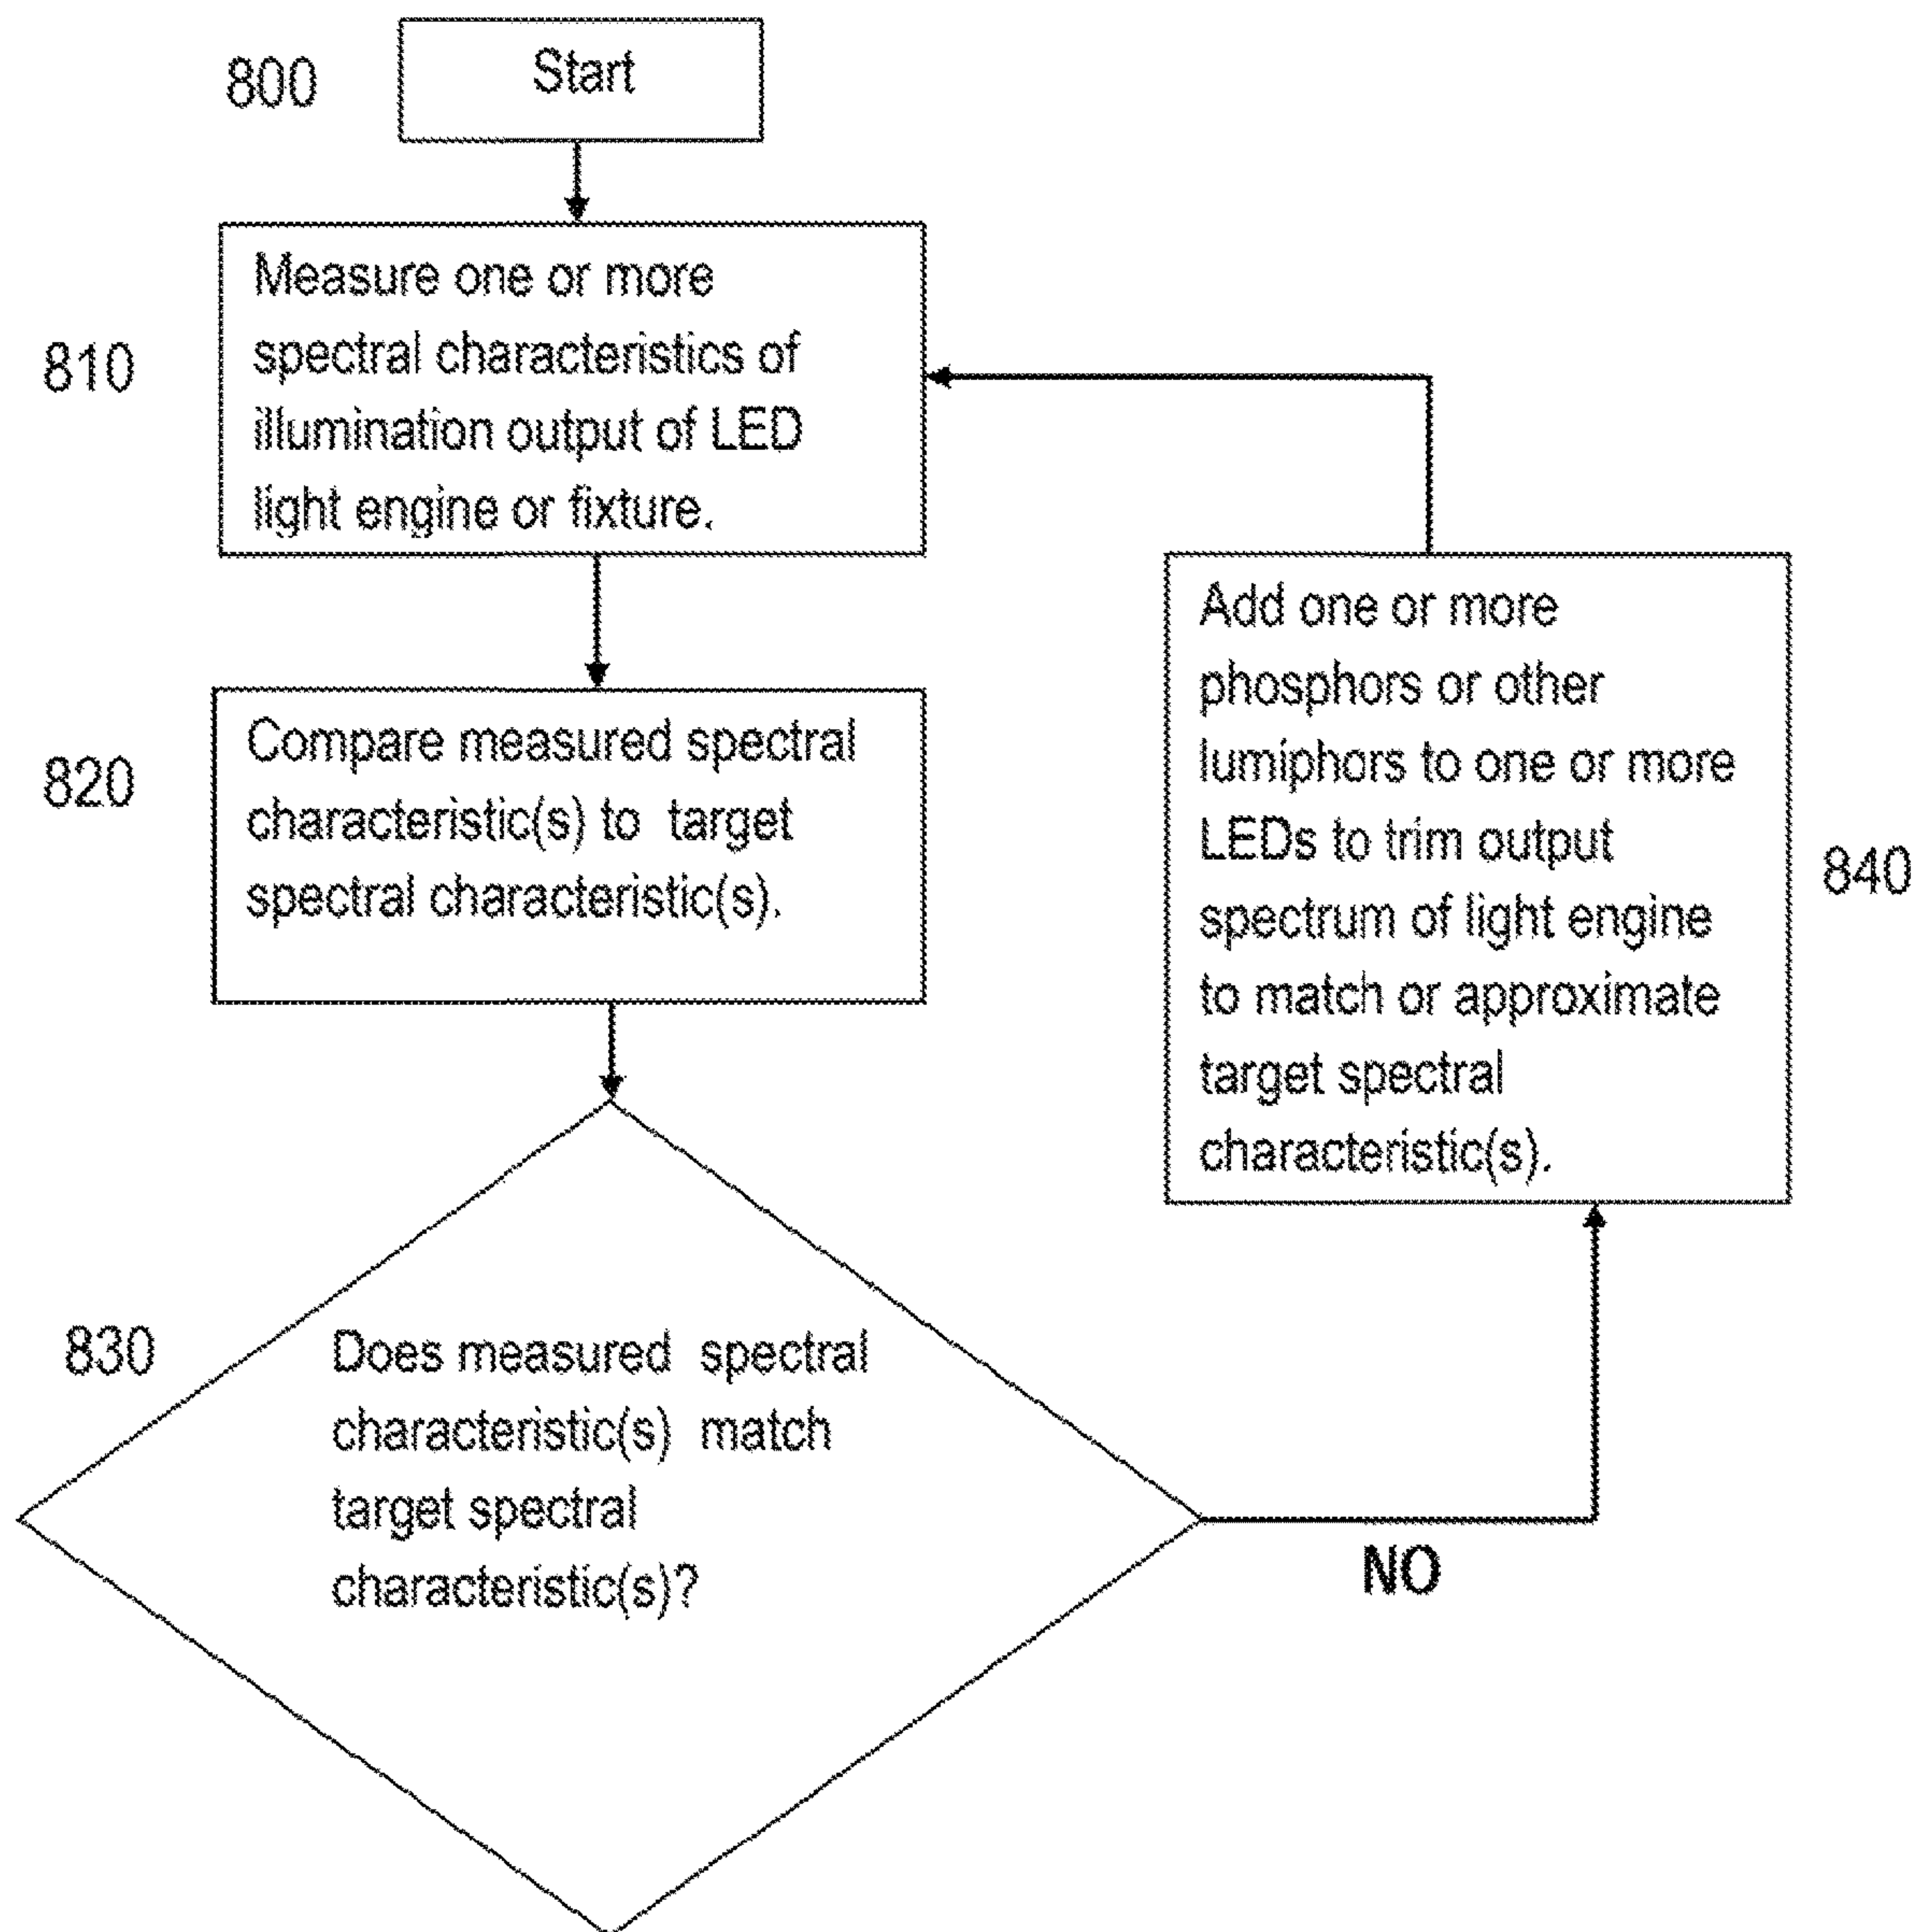 800
Start
810
Measure one or more
spectral characteristics of
illumination output of LED
light engine or fixture.
820
Compare measured spectral
characteristic(s) to target
spectral characteristic(s).
830
Does measured spectral
characteristic(s) match
target spectral
characteristic(s)?
NO
Add one or more
phosphors or other
lumiphors to one or more
LEDs to trim output
spectrum of light engine
to match or approximate
target spectral
characteristic(s).
840